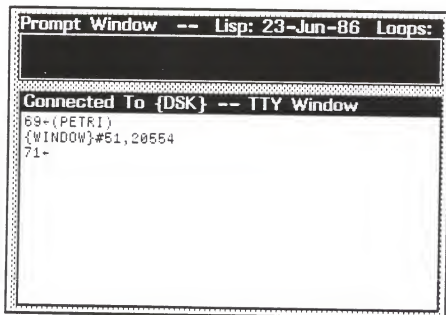 Prompt Window -- Lisp: 23-Jun-86 Loops:
Connected To {DSK} -- TTY Window
69←(PETRI)
{WINDOW}#51,20554
71←